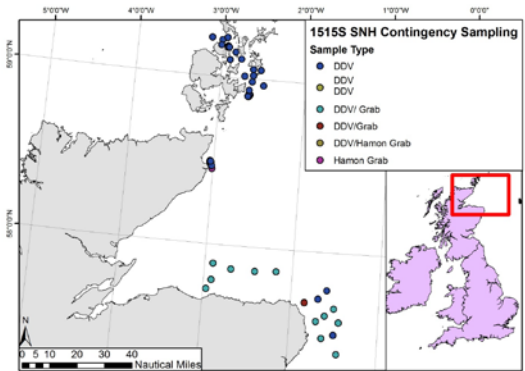 5°0'0"W
4°0'0"W
3°0'0"W
2°0'0"W
1°0'0"W
0°0'0"
1515S SNH Contingency Sampling
Sample Type
DDV
DDV
DDV
DDV/ Grab
DDV/Grab
DDV/Hamon Grab
Hamon Grab
59°0'0"N
58°0'0"N
N
0 5 10 20 30 40
Nautical Miles